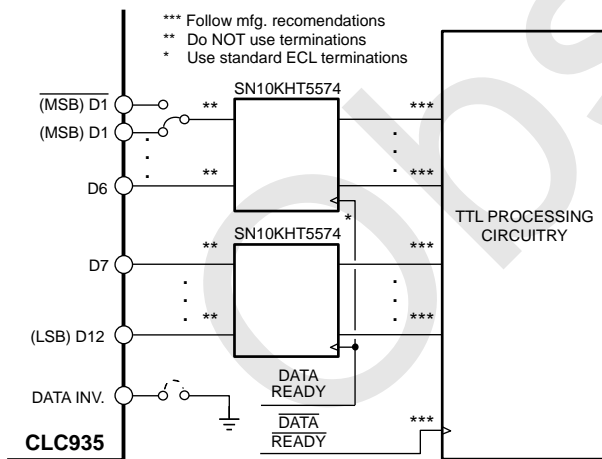 *** Follow mfg. recomendations
** Do NOT use terminations
* Use standard ECL terminations
SN10KHT5574
(MSB) D1
** ***
(MSB) D1
D6
** ***
*
TTL PROCESSING
CIRCUITRY
SN10KHT5574
D7
** ***
(LSB) D12
** ***
DATA
READY
DATA INV.
DATA
READY
***
CLC935
Obs